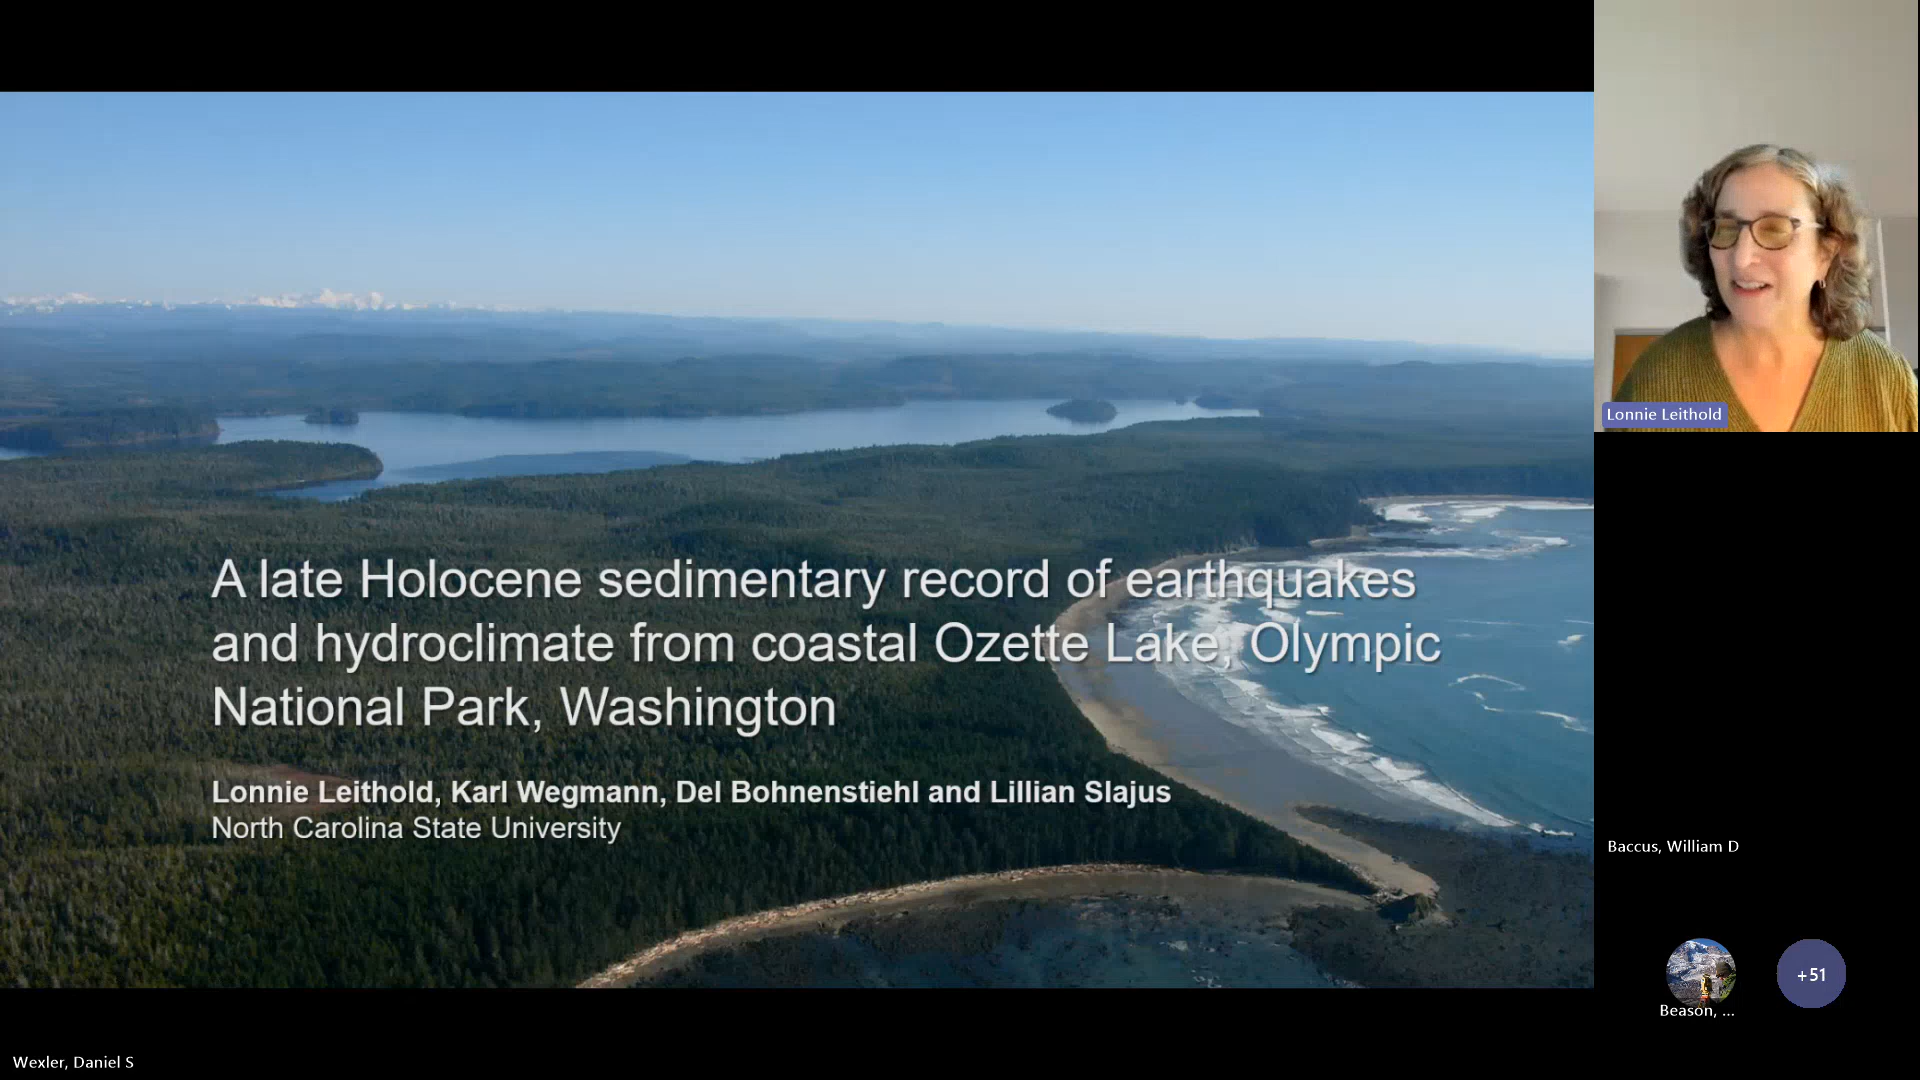 A late Holocene sedimentary record of earthquakes
and hydroclimate from coastal Ozette Lake, Olympic
National Park, Washington
Lonnie Leithold, Karl Wegmann, Del Bohnenstiehl and Lillian Slajus
North Carolina State University
Lonnie Leithold
Baccus, William D
+51
Beason, ...
Wexler, Daniel S